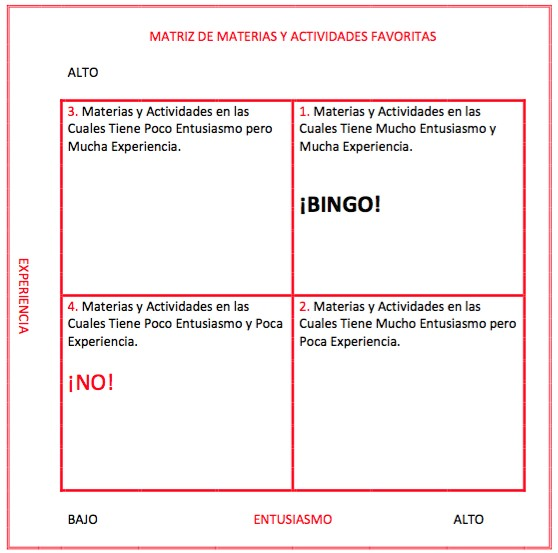 MATRIZ DE MATERIAS Y ACTIVIDADES FAVORITAS
ALTO
3. Materias y Actividades en las
Cuales Tiene Poco Entusiasmo pero
Mucha Experiencia.
1. Materias y Actividades en las
Cuales Tiene Mucho Entusiasmo y
Mucha Experiencia.
¡BINGO!
EXPERIENCIA
4. Materias y Actividades en las
Cuales Tiene Poco Entusiasmo y Poca
Experiencia.
¡NO!
2. Materias y Actividades en las
Cuales Tiene Mucho Entusiasmo pero
Poca Experiencia.
BAJO
ENTUSIASMO
ALTO